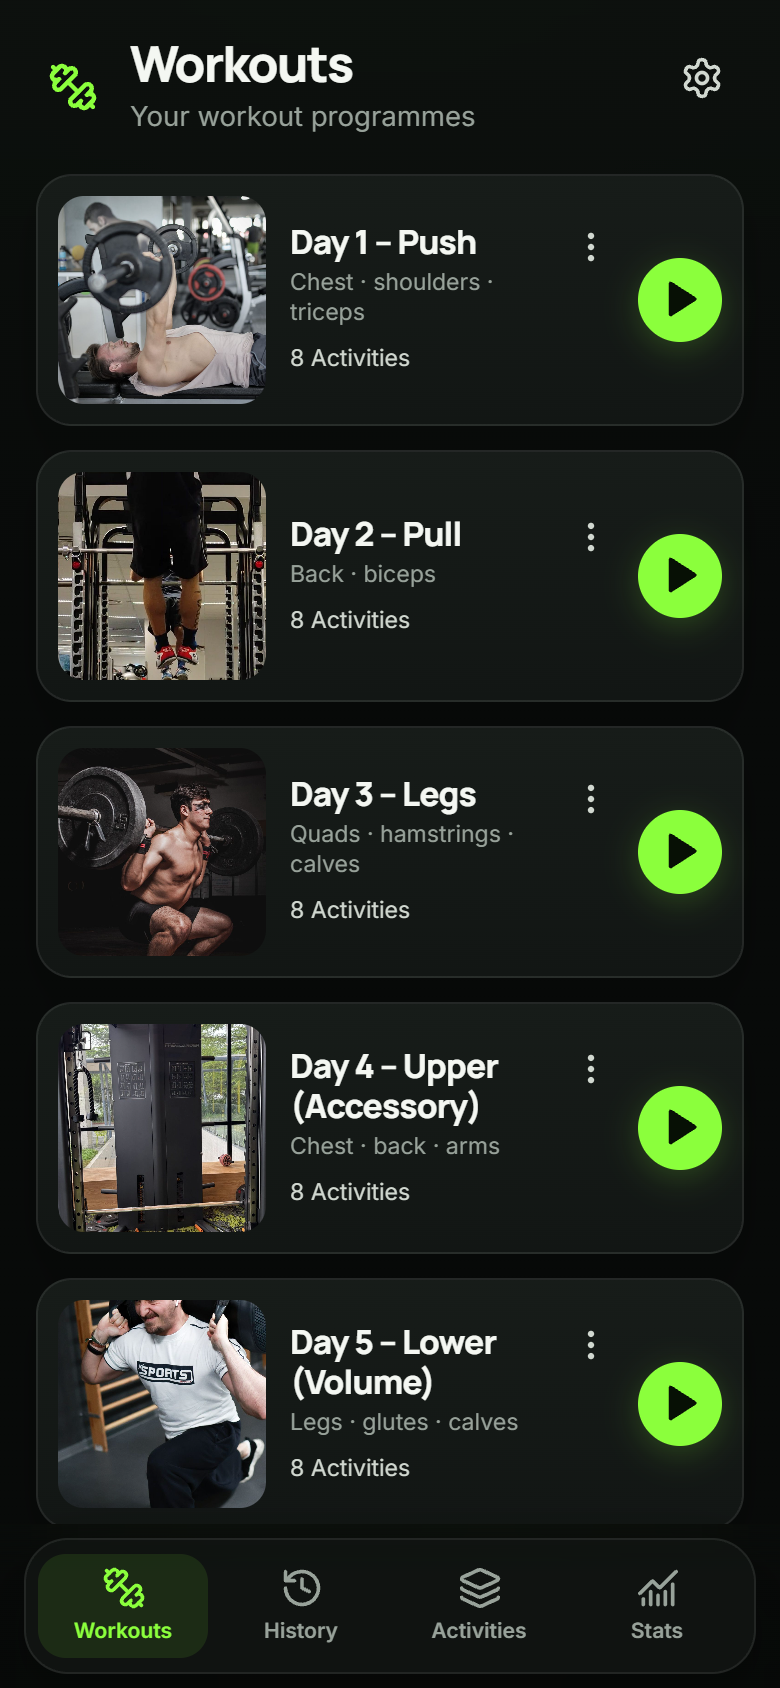 Workouts
Your workout programmes
Day 1 – Push
Chest · shoulders ·
triceps
8 Activities
Day 2 – Pull
Back · biceps
8 Activities
Day 3 – Legs
Quads · hamstrings ·
calves
8 Activities
Day 4 – Upper
(Accessory)
Chest · back · arms
8 Activities
SPORTS
Day 5 – Lower
(Volume)
Legs · glutes · calves
8 Activities
Workouts
History
Activities
Stats